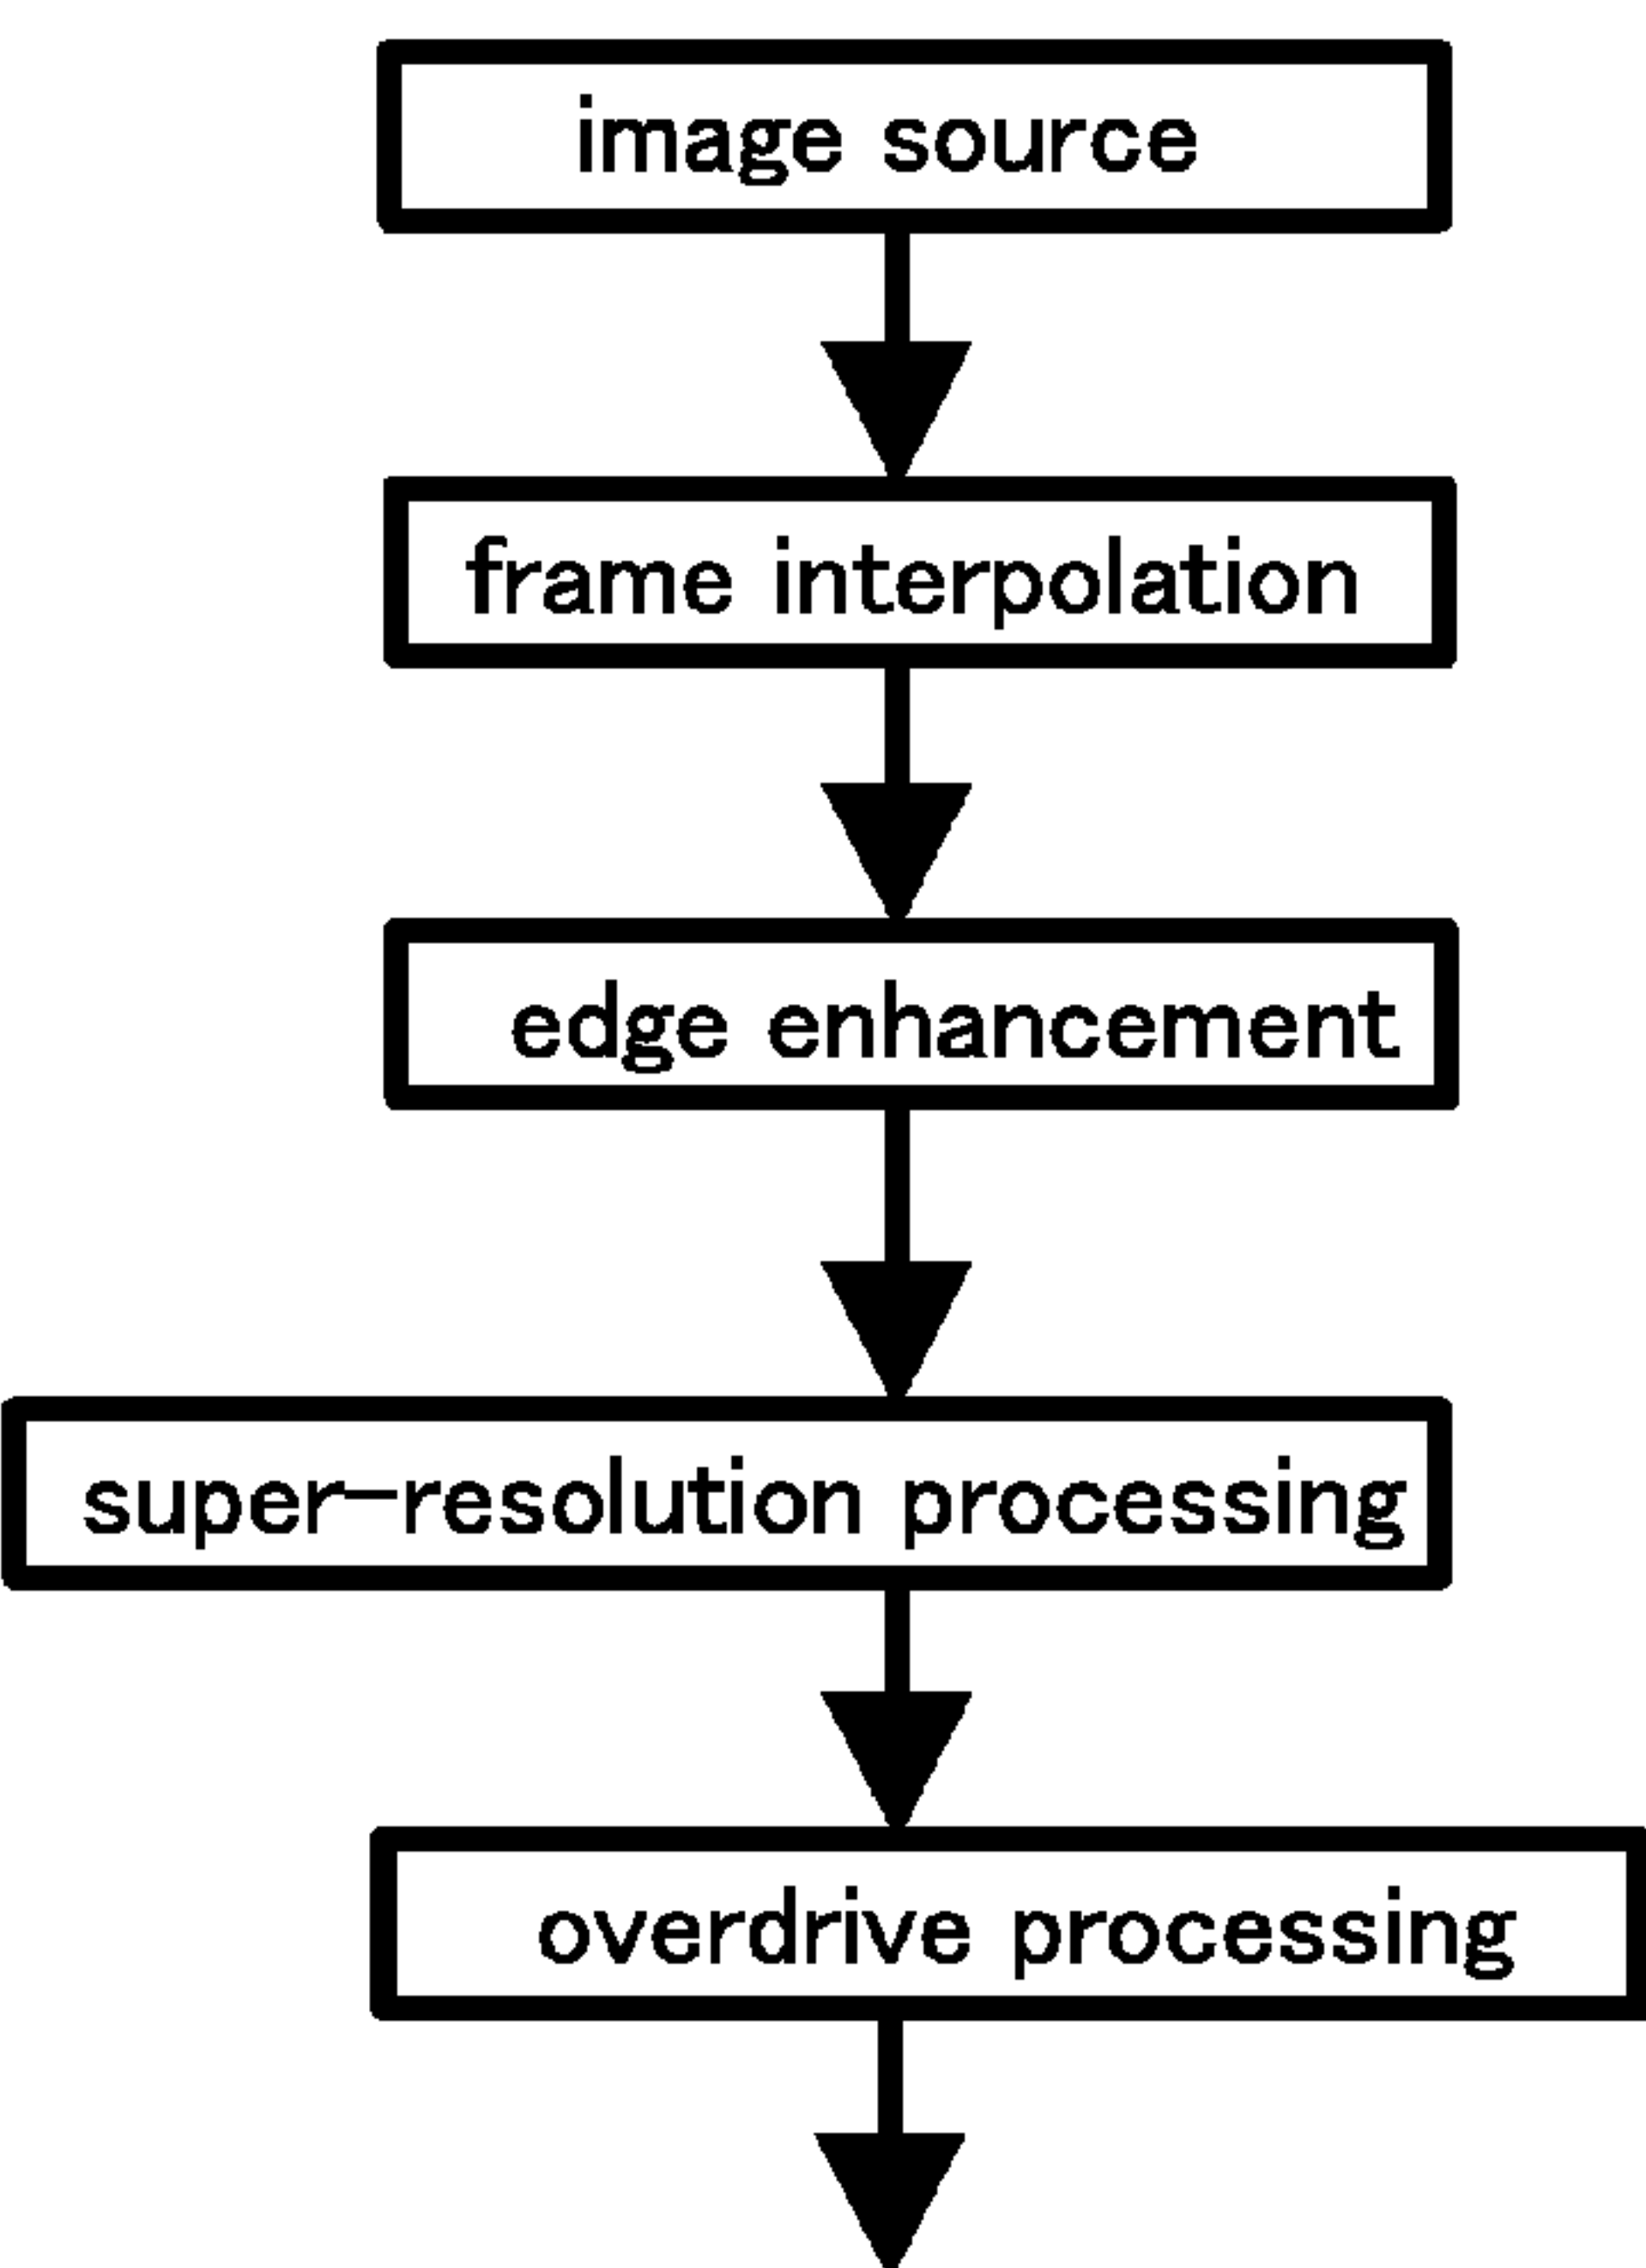 image source
frame interpolation
edge enhancement
super-resolution processing
overdrive processing